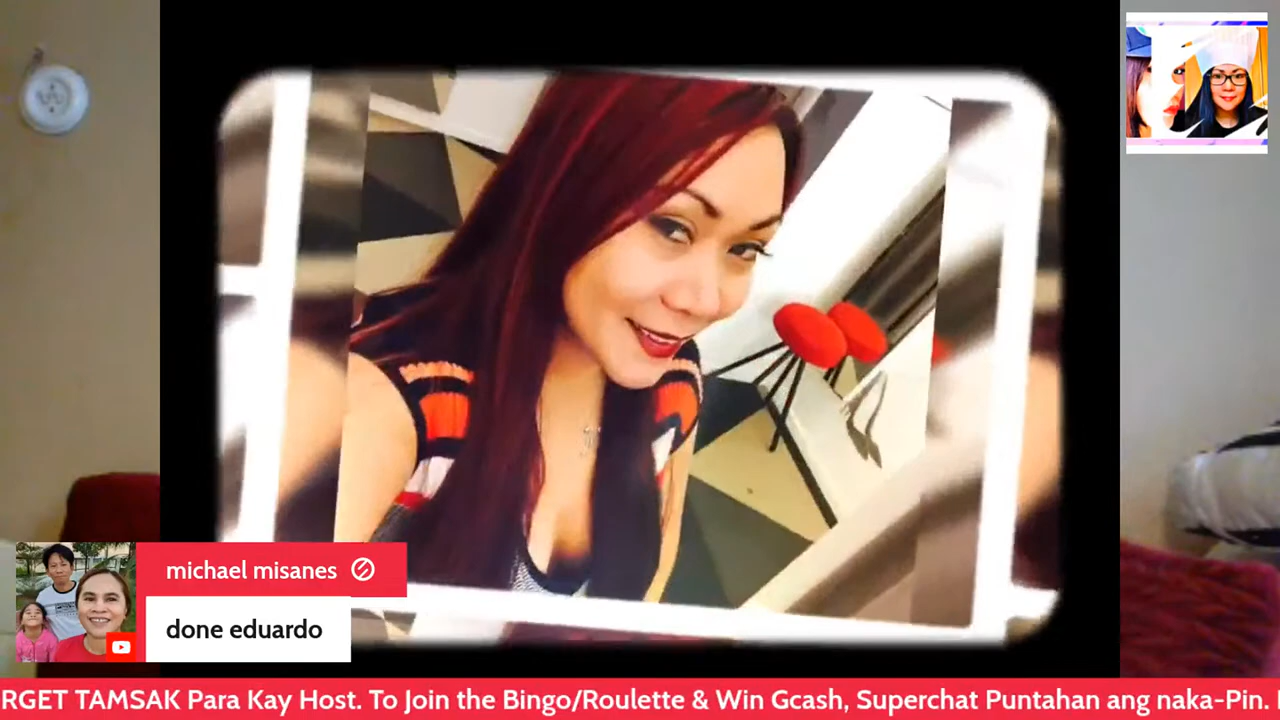 michael misanes
done eduardo
RGET TAMSAK Para Kay Host. To Join the Bingo/Roulette & Win Gcash, Superchat Puntahan ang naka-Pin.